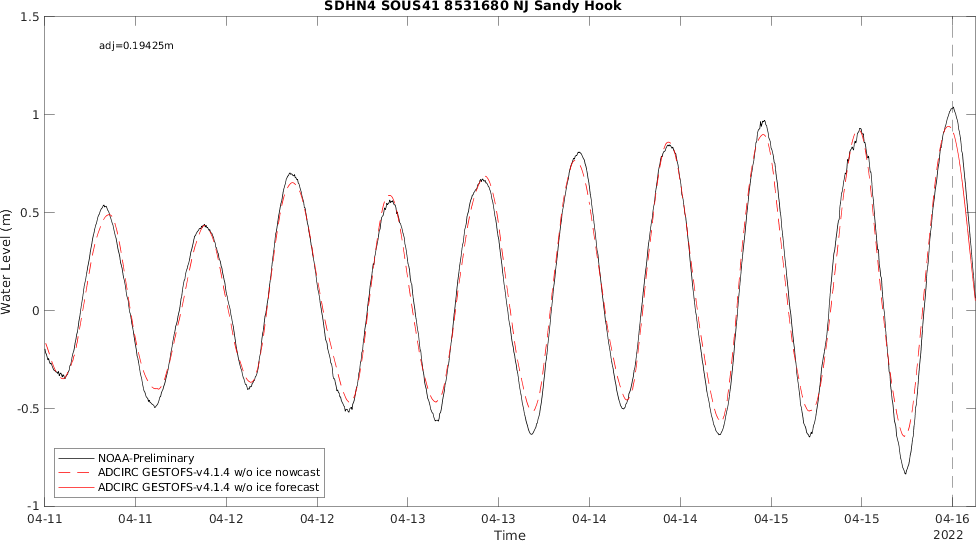 SDHN4 SOUS41 8531680 NJ Sandy Hook
adj=0.19425m
1.5
1
0.5
0
-0.5
-1
Water Level (m)
NOAA-Preliminary
ADCIRC GESTOFS-v4.1.4 w/o ice nowcast
ADCIRC GESTOFS-v4.1.4 w/o ice forecast
04-11 04-11 04-12 04-12 04-13 04-13 04-14 04-14 04-15 04-15 04-16
Time
2022